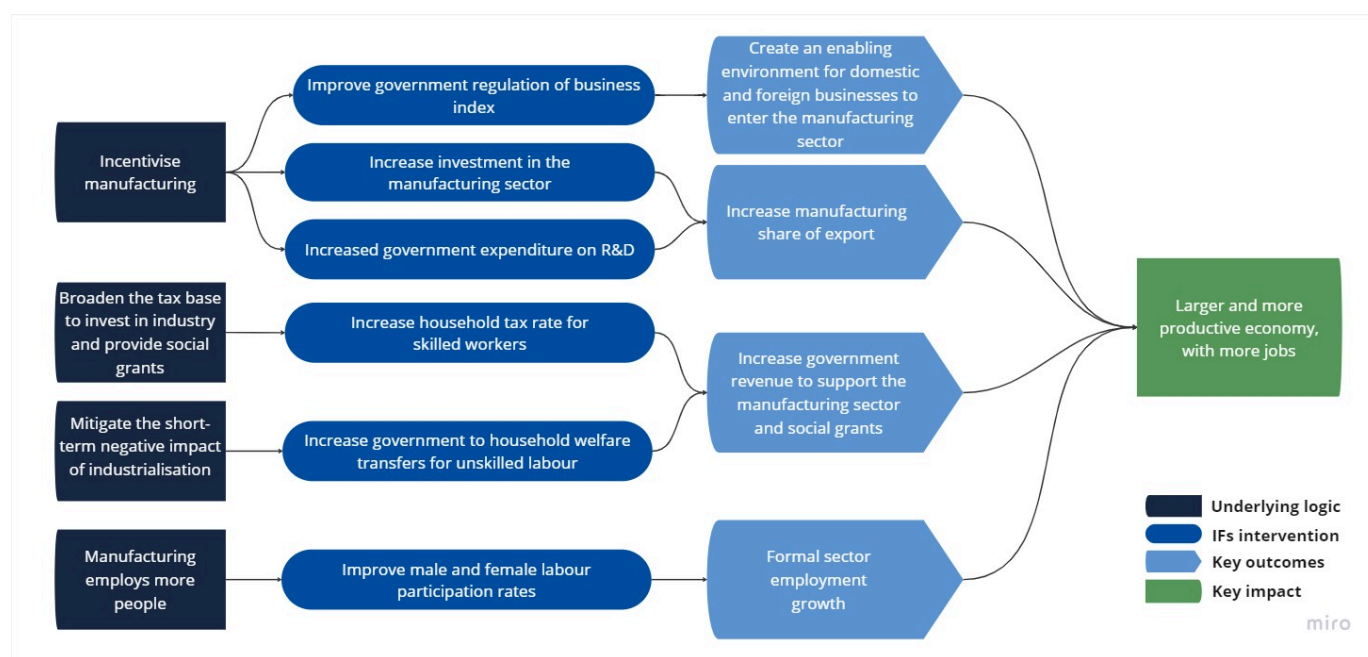 Incentivise
manufacturing
Improve government regulation of business
index
Increase investment in the
manufacturing sector
Increased government expenditure on R&D
Create an enabling
environment for domestic
and foreign businesses to
enter the manufacturing
sector
Increase manufacturing
share of export
Broaden the tax base
to invest in industry
and provide social
grants
Increase household tax rate for
skilled workers
Mitigate the short-
term negative impact
of industrialisation
Increase government to household welfare
transfers for unskilled labour
Increase government
revenue to support the
manufacturing sector
and social grants
Manufacturing
employs more
people
Improve male and female labour
participation rates
Formal sector
employment
growth
Larger and more
productive economy,
with more jobs
Underlying logic
IFs intervention
Key outcomes
Key impact
miro